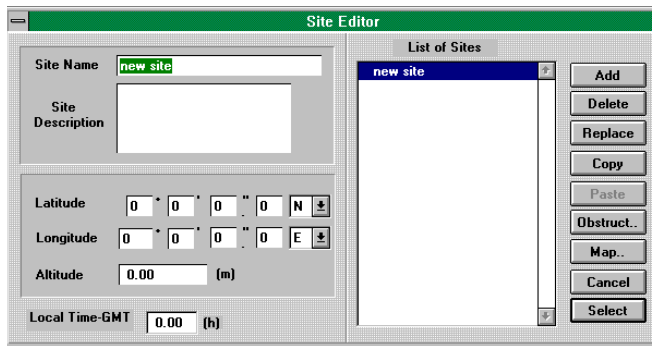 Site Editor
Site Name new site
Site Description
Latitude 0 ° 0 ' 0 . " 0 N
Longitude 0 ° 0 ' 0 . " 0 E
Altitude 0.00 (m)
Local Time-GMT 0.00 (h)
List of Sites
new site
Add
Delete
Replace
Copy
Paste
Obstruct..
Map..
Cancel
Select